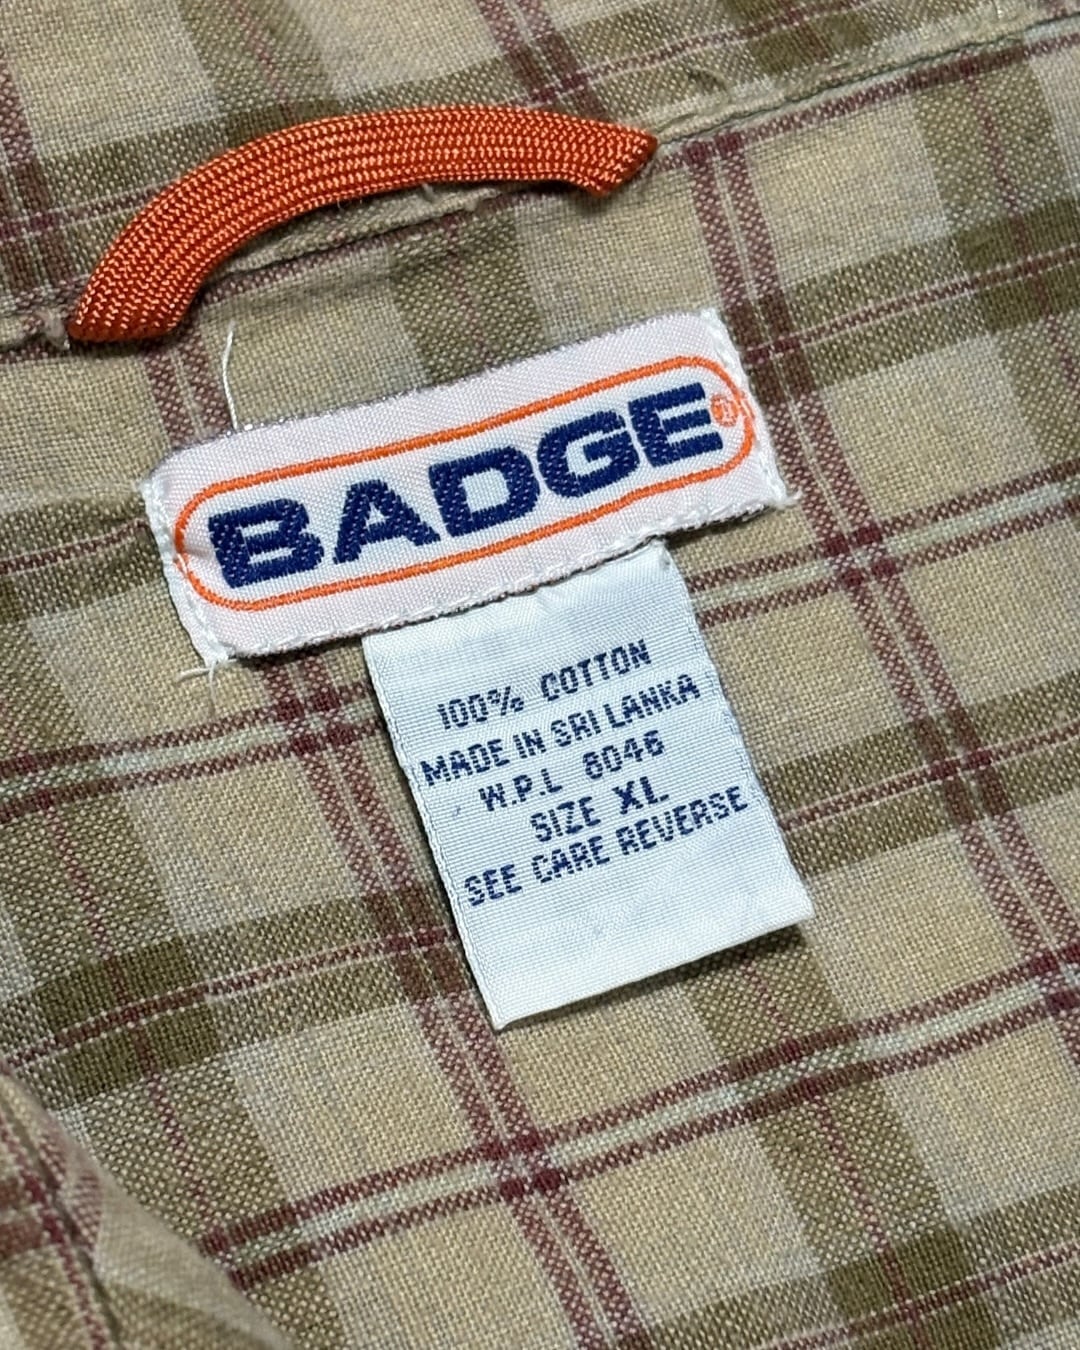 BADGE®
100% COTTON
MADE IN SRI LANKA
W.P.L 8046
SIZE XL
SEE CARE REVERSE